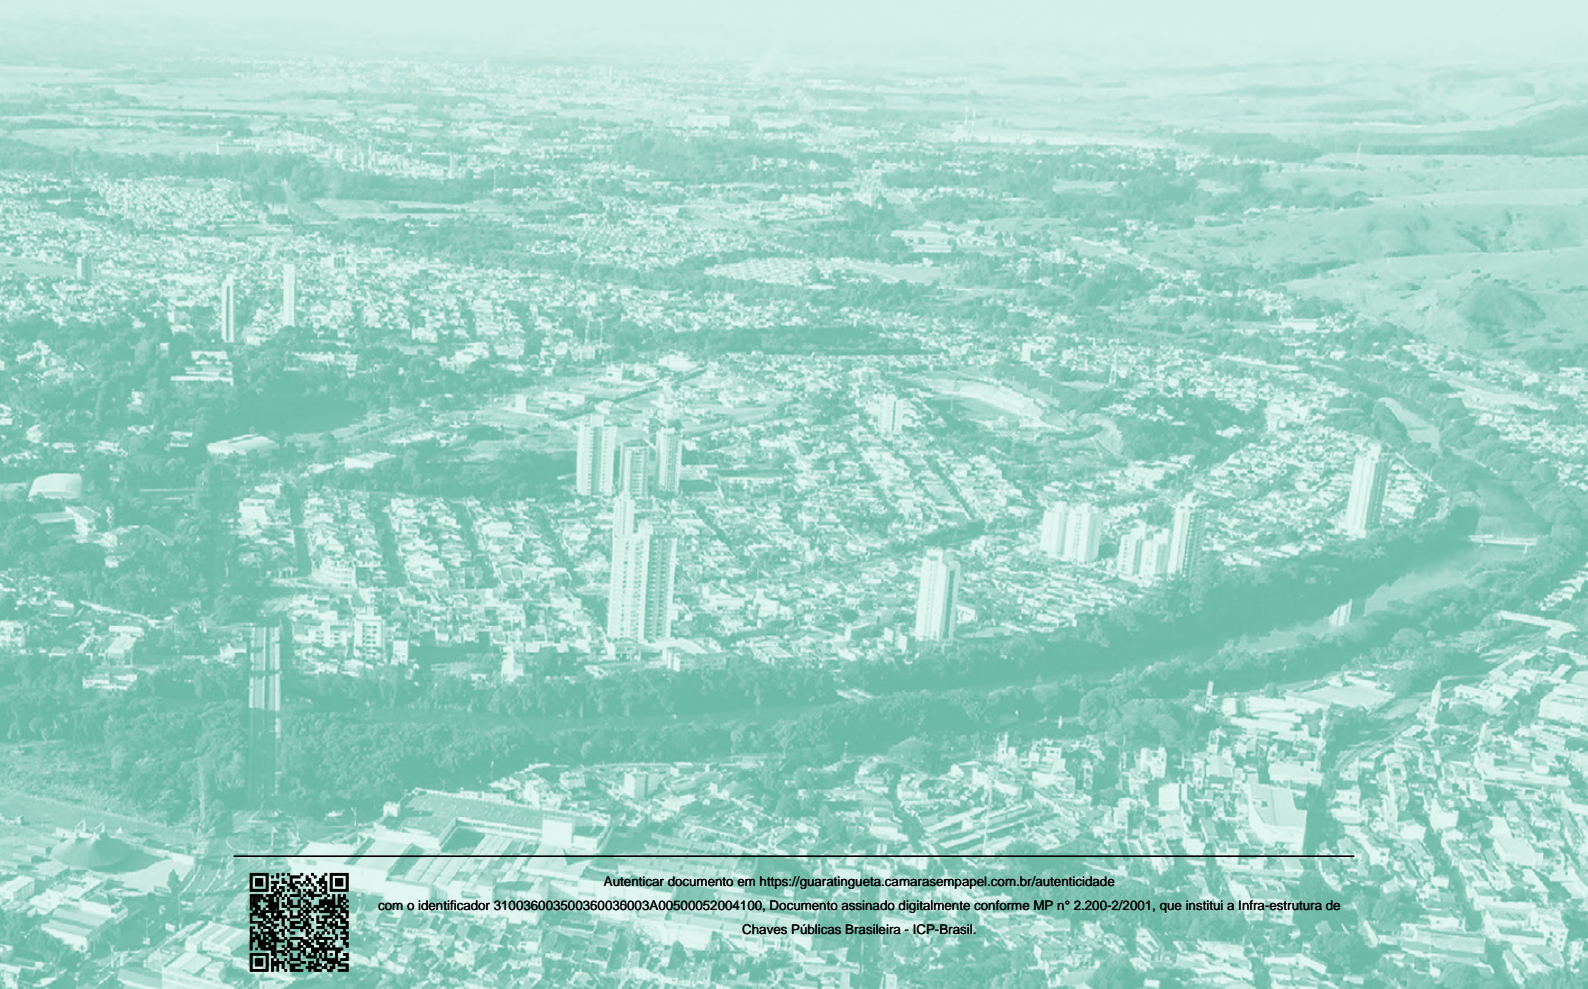 Autenticar documento em https://guaratingueta.camarasempapel.com.br/autenticidade
com o identificador 310036003500360036003A00500052004100, Documento assinado digitalmente conforme MP n° 2.200-2/2001, que institui a Infra-estrutura de
Chaves Públicas Brasileira - ICP-Brasil.